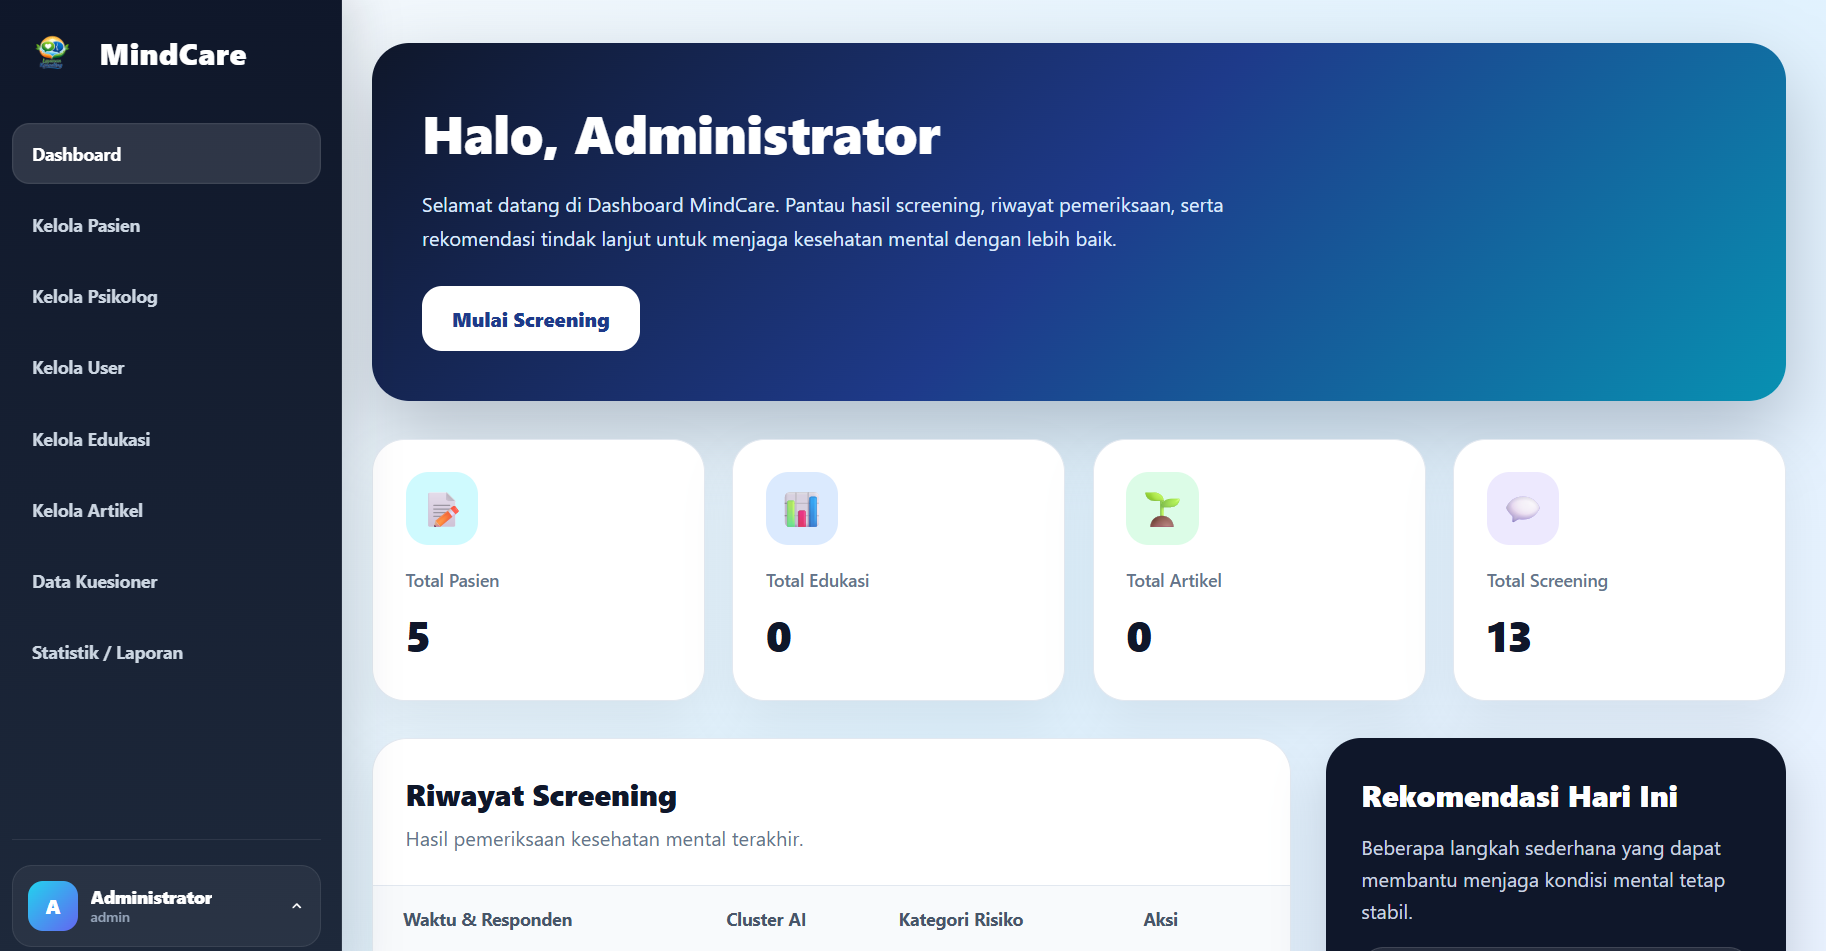 MindCare
Dashboard
Kelola Pasien
Kelola Psikolog
Kelola User
Kelola Edukasi
Kelola Artikel
Data Kuesioner
Statistik / Laporan
A
Administrator
admin
Halo, Administrator
Selamat datang di Dashboard MindCare. Pantau hasil screening, riwayat pemeriksaan, serta
rekomendasi tindak lanjut untuk menjaga kesehatan mental dengan lebih baik.
Mulai Screening
Total Pasien
5
Total Edukasi
0
Total Artikel
0
Total Screening
13
Riwayat Screening
Hasil pemeriksaan kesehatan mental terakhir.
Waktu & Responden
Cluster AI
Kategori Risiko
Aksi
Rekomendasi Hari Ini
Beberapa langkah sederhana yang dapat
membantu menjaga kondisi mental tetap
stabil.